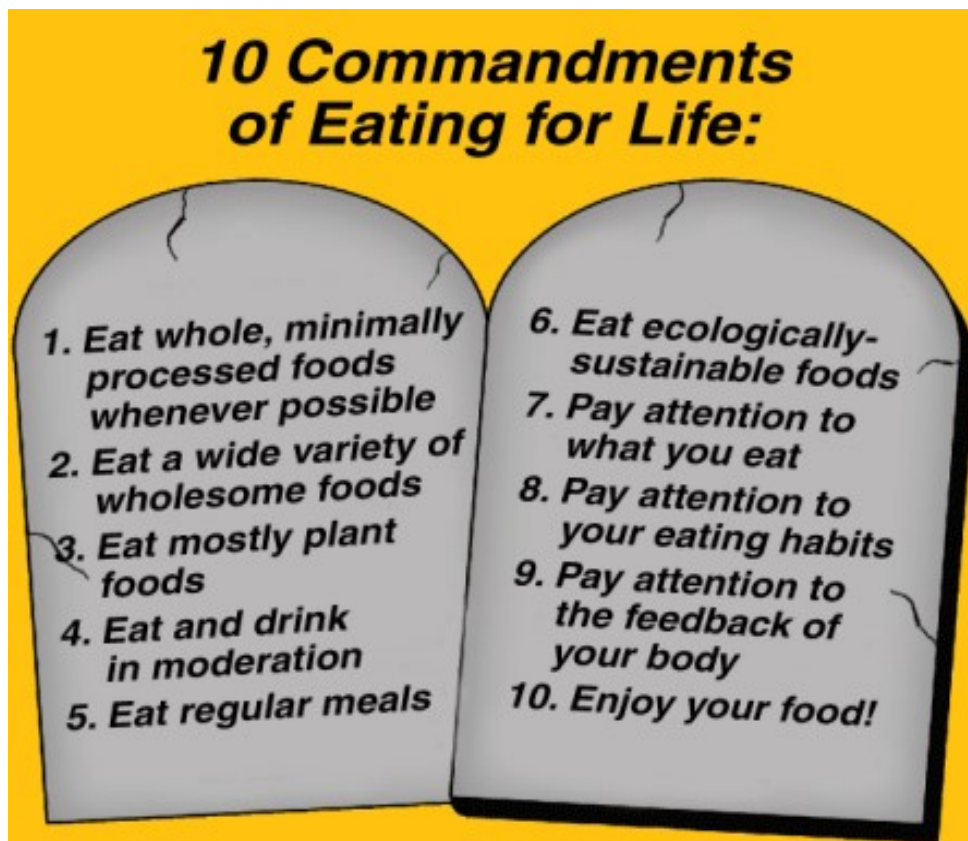 10 Commandments
of Eating for Life:
1. Eat whole, minimally
processed foods
whenever possible
2. Eat a wide variety of
wholesome foods
3. Eat mostly plant
foods
4. Eat and drink
in moderation
5. Eat regular meals
6. Eat ecologically-
sustainable foods
7. Pay attention to
what you eat
8. Pay attention to
your eating habits
9. Pay attention to
the feedback of
your body
10. Enjoy your food!